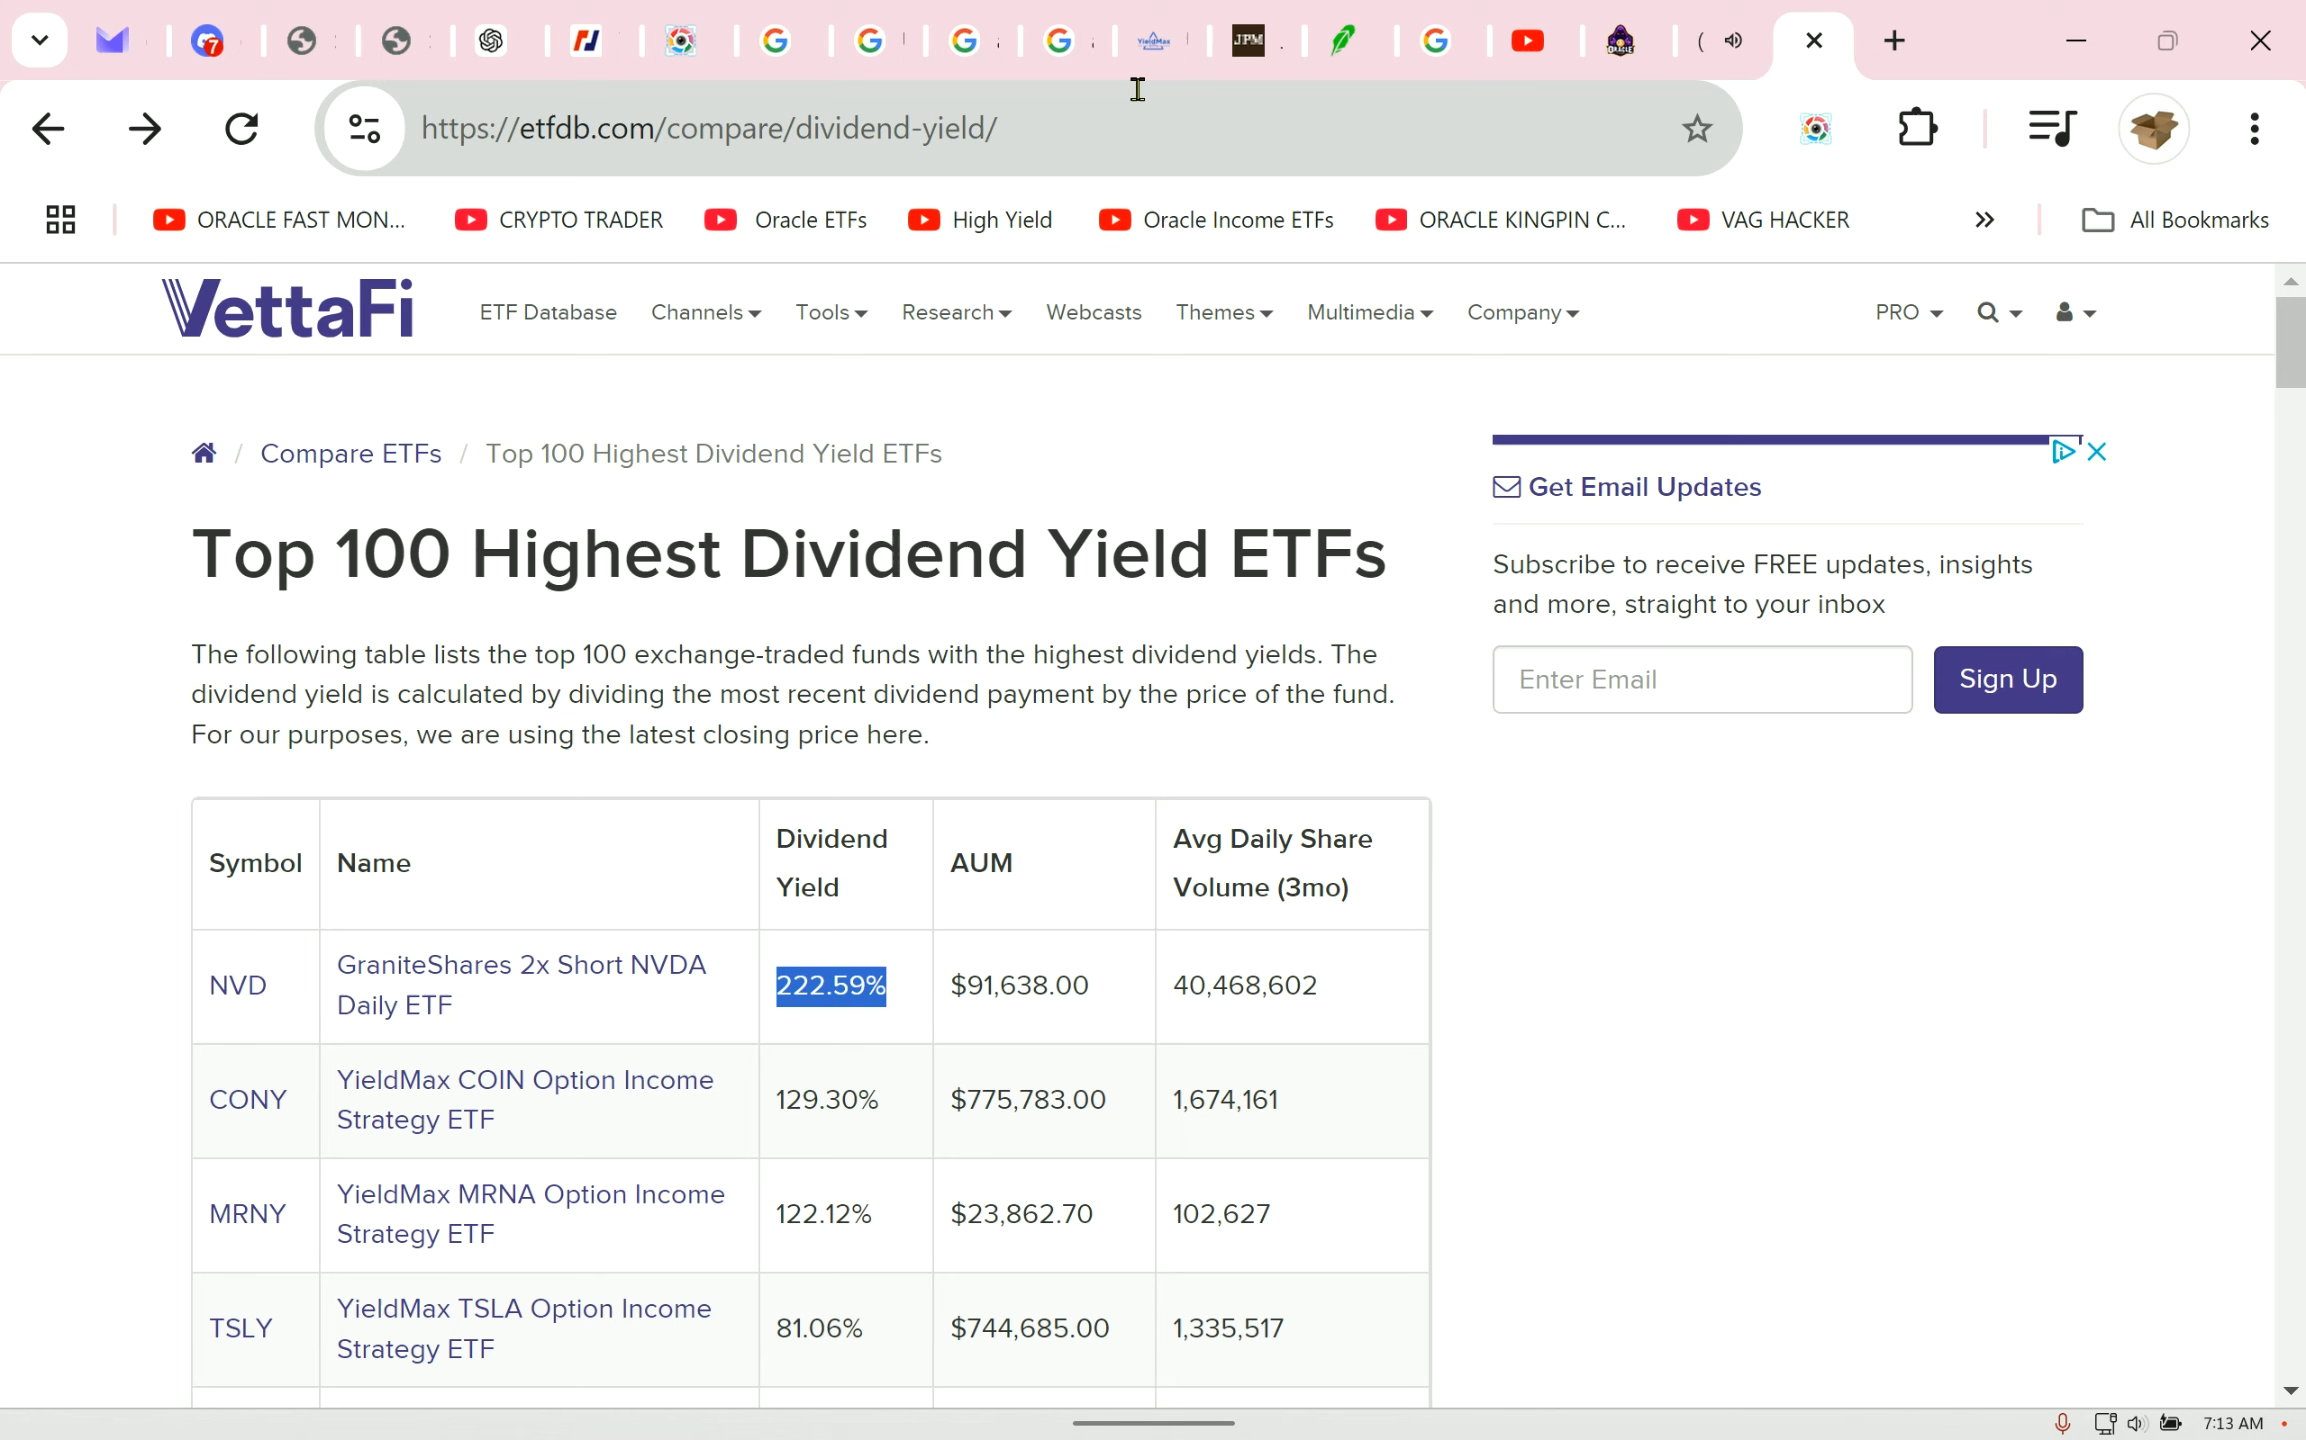 7
YieldMax
JPM
ORACLE
(
https://etfdb.com/compare/dividend-yield/
ORACLE FAST MON...
CRYPTO TRADER
Oracle ETFs
High Yield
Oracle Income ETFs
ORACLE KINGPIN C...
VAG HACKER
All Bookmarks
VettaFi
ETF Database
Channels
Tools
Research
Webcasts
Themes
Multimedia
Company
PRO
/ Compare ETFs / Top 100 Highest Dividend Yield ETFs
Top 100 Highest Dividend Yield ETFs
The following table lists the top 100 exchange-traded funds with the highest dividend yields. The
dividend yield is calculated by dividing the most recent dividend payment by the price of the fund.
For our purposes, we are using the latest closing price here.
Get Email Updates
Subscribe to receive FREE updates, insights
and more, straight to your inbox
Enter Email
Sign Up
Symbol
Name
Dividend
Yield
AUM
Avg Daily Share
Volume (3mo)
NVD
GraniteShares 2x Short NVDA
Daily ETF
222.59%
$91,638.00
40,468,602
CONY
YieldMax COIN Option Income
Strategy ETF
129.30%
$775,783.00
1,674,161
MRNY
YieldMax MRNA Option Income
Strategy ETF
122.12%
$23,862.70
102,627
TSLY
YieldMax TSLA Option Income
Strategy ETF
81.06%
$744,685.00
1,335,517
7:13 AM